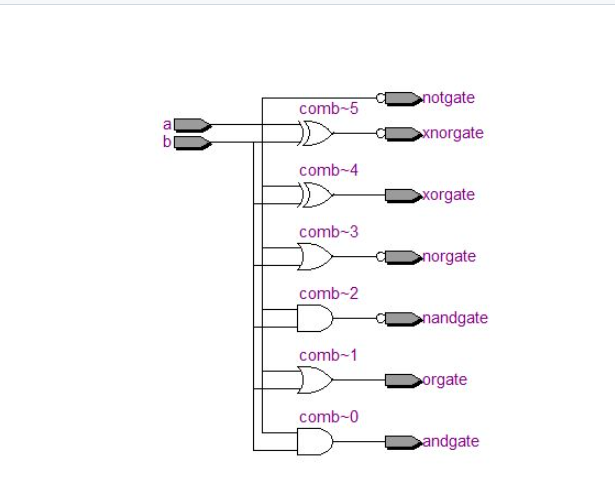 notgate
comb~5
a
xnorgate
b
comb~4
xorgate
comb~3
norgate
comb~2
nandgate
comb~1
orgate
comb~0
andgate